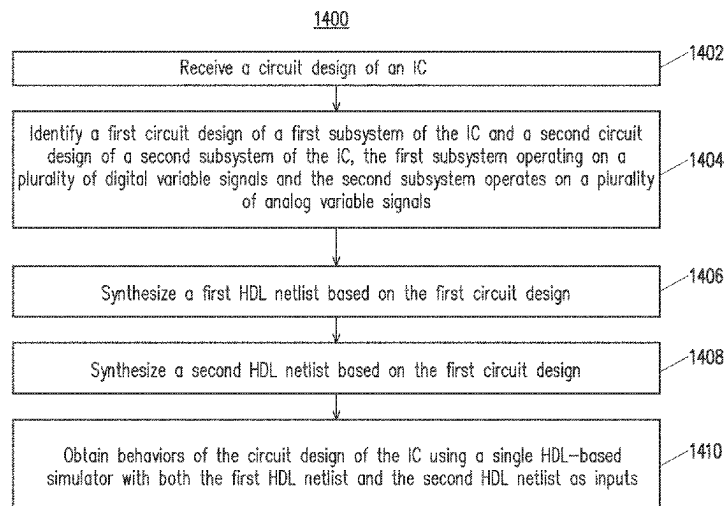 1400
Receive a circuit design of an IC
1402
Identify a first circuit design of a first subsystem of the IC and a second circuit
design of a second subsystem of the IC, the first subsystem operating on a
plurality of digital variable signals and the second subsystem operates on a plurality
of analog variable signals
1404
Synthesize a first HDL netlist based on the first circuit design
1406
Synthesize a second HDL netlist based on the first circuit design
1408
Obtain behaviors of the circuit design of the IC using a single HDL-based
simulator with both the first HDL netlist and the second HDL netlist as inputs
1410